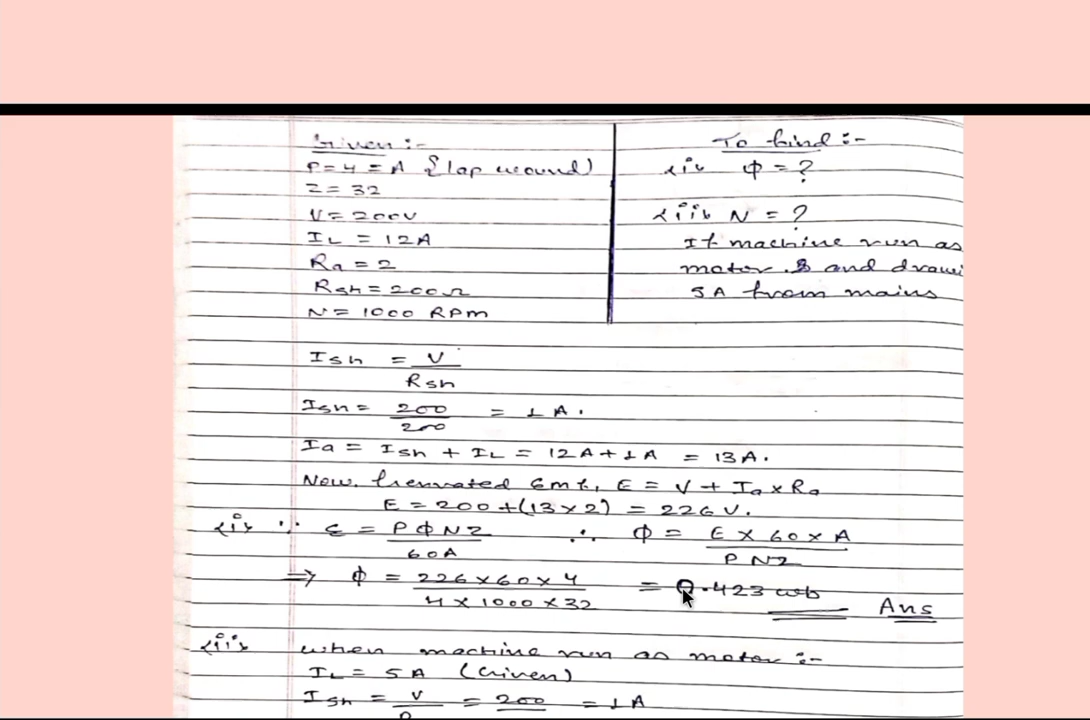 Given :-
P = 4 = A {lap wound)
Z = 32
V = 200V
IL = 12A
Ra = 2
Rsh = 200Ω
N = 1000 RPM
To find :-
(i) Φ = ?
(ii) N = ?
If machine run as
motor. and drawi
5A from mains
Ish = V / Rsh
Ish = 200 / 200 = 1 A.
Ia = Ish + IL = 12A + 1A = 13A.
Now, Genrated Emf, E = V + Ia × Ra
E = 200 + (13 × 2) = 226 V.
(i) ∵ E = PΦNZ / 60A ∴ Φ = E × 60 × A / PNZ
⇒ Φ = 226 × 60 × 4 / 4 × 1000 × 32 = 0.423 wb Ans
(ii) when machine run as motor :-
IL = 5A (Given)
Ish = V = 200 = 1A